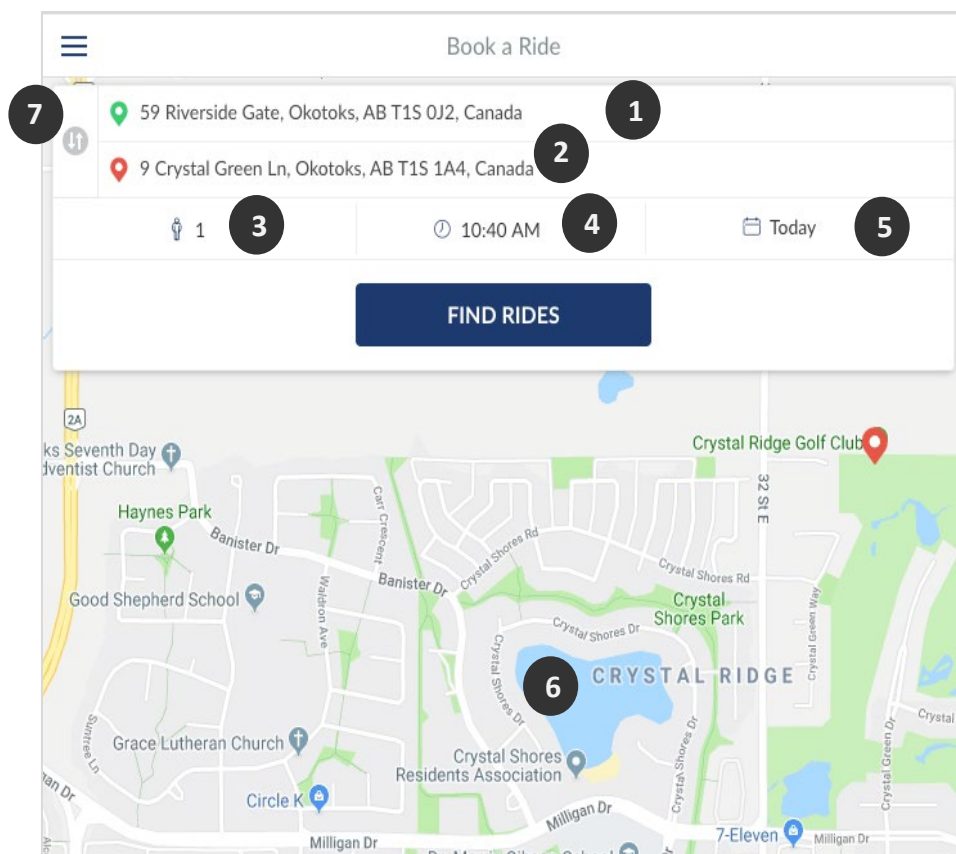 Book a Ride
7
59 Riverside Gate, Okotoks, AB T1S 0J2, Canada
1
9 Crystal Green Ln, Okotoks, AB T1S 1A4, Canada
2
1
3
10:40 AM
4
Today
5
FIND RIDES
2A
ks Seventh Day
dventist Church
Crystal Ridge Golf Club
32 St E
Haynes Park
Carr Crescent
Banister Dr
Crystal Shores Rd
Banister Dr
Crystal Shores Rd
Good Shepherd School
Waldron Ave
Crystal
Shores Park
Crystal Green Way
Crystal Shores Dr
Crystal Shores Dr
6
CRYSTAL RIDGE
Crystal
Suntree Ln
Grace Lutheran Church
Crystal Shores
Residents Association
Crystal Shores Dr
Crystal Green Dr
Circle K
an Dr
Milligan Dr
7-Eleven
Milligan Dr
Milligan Dr